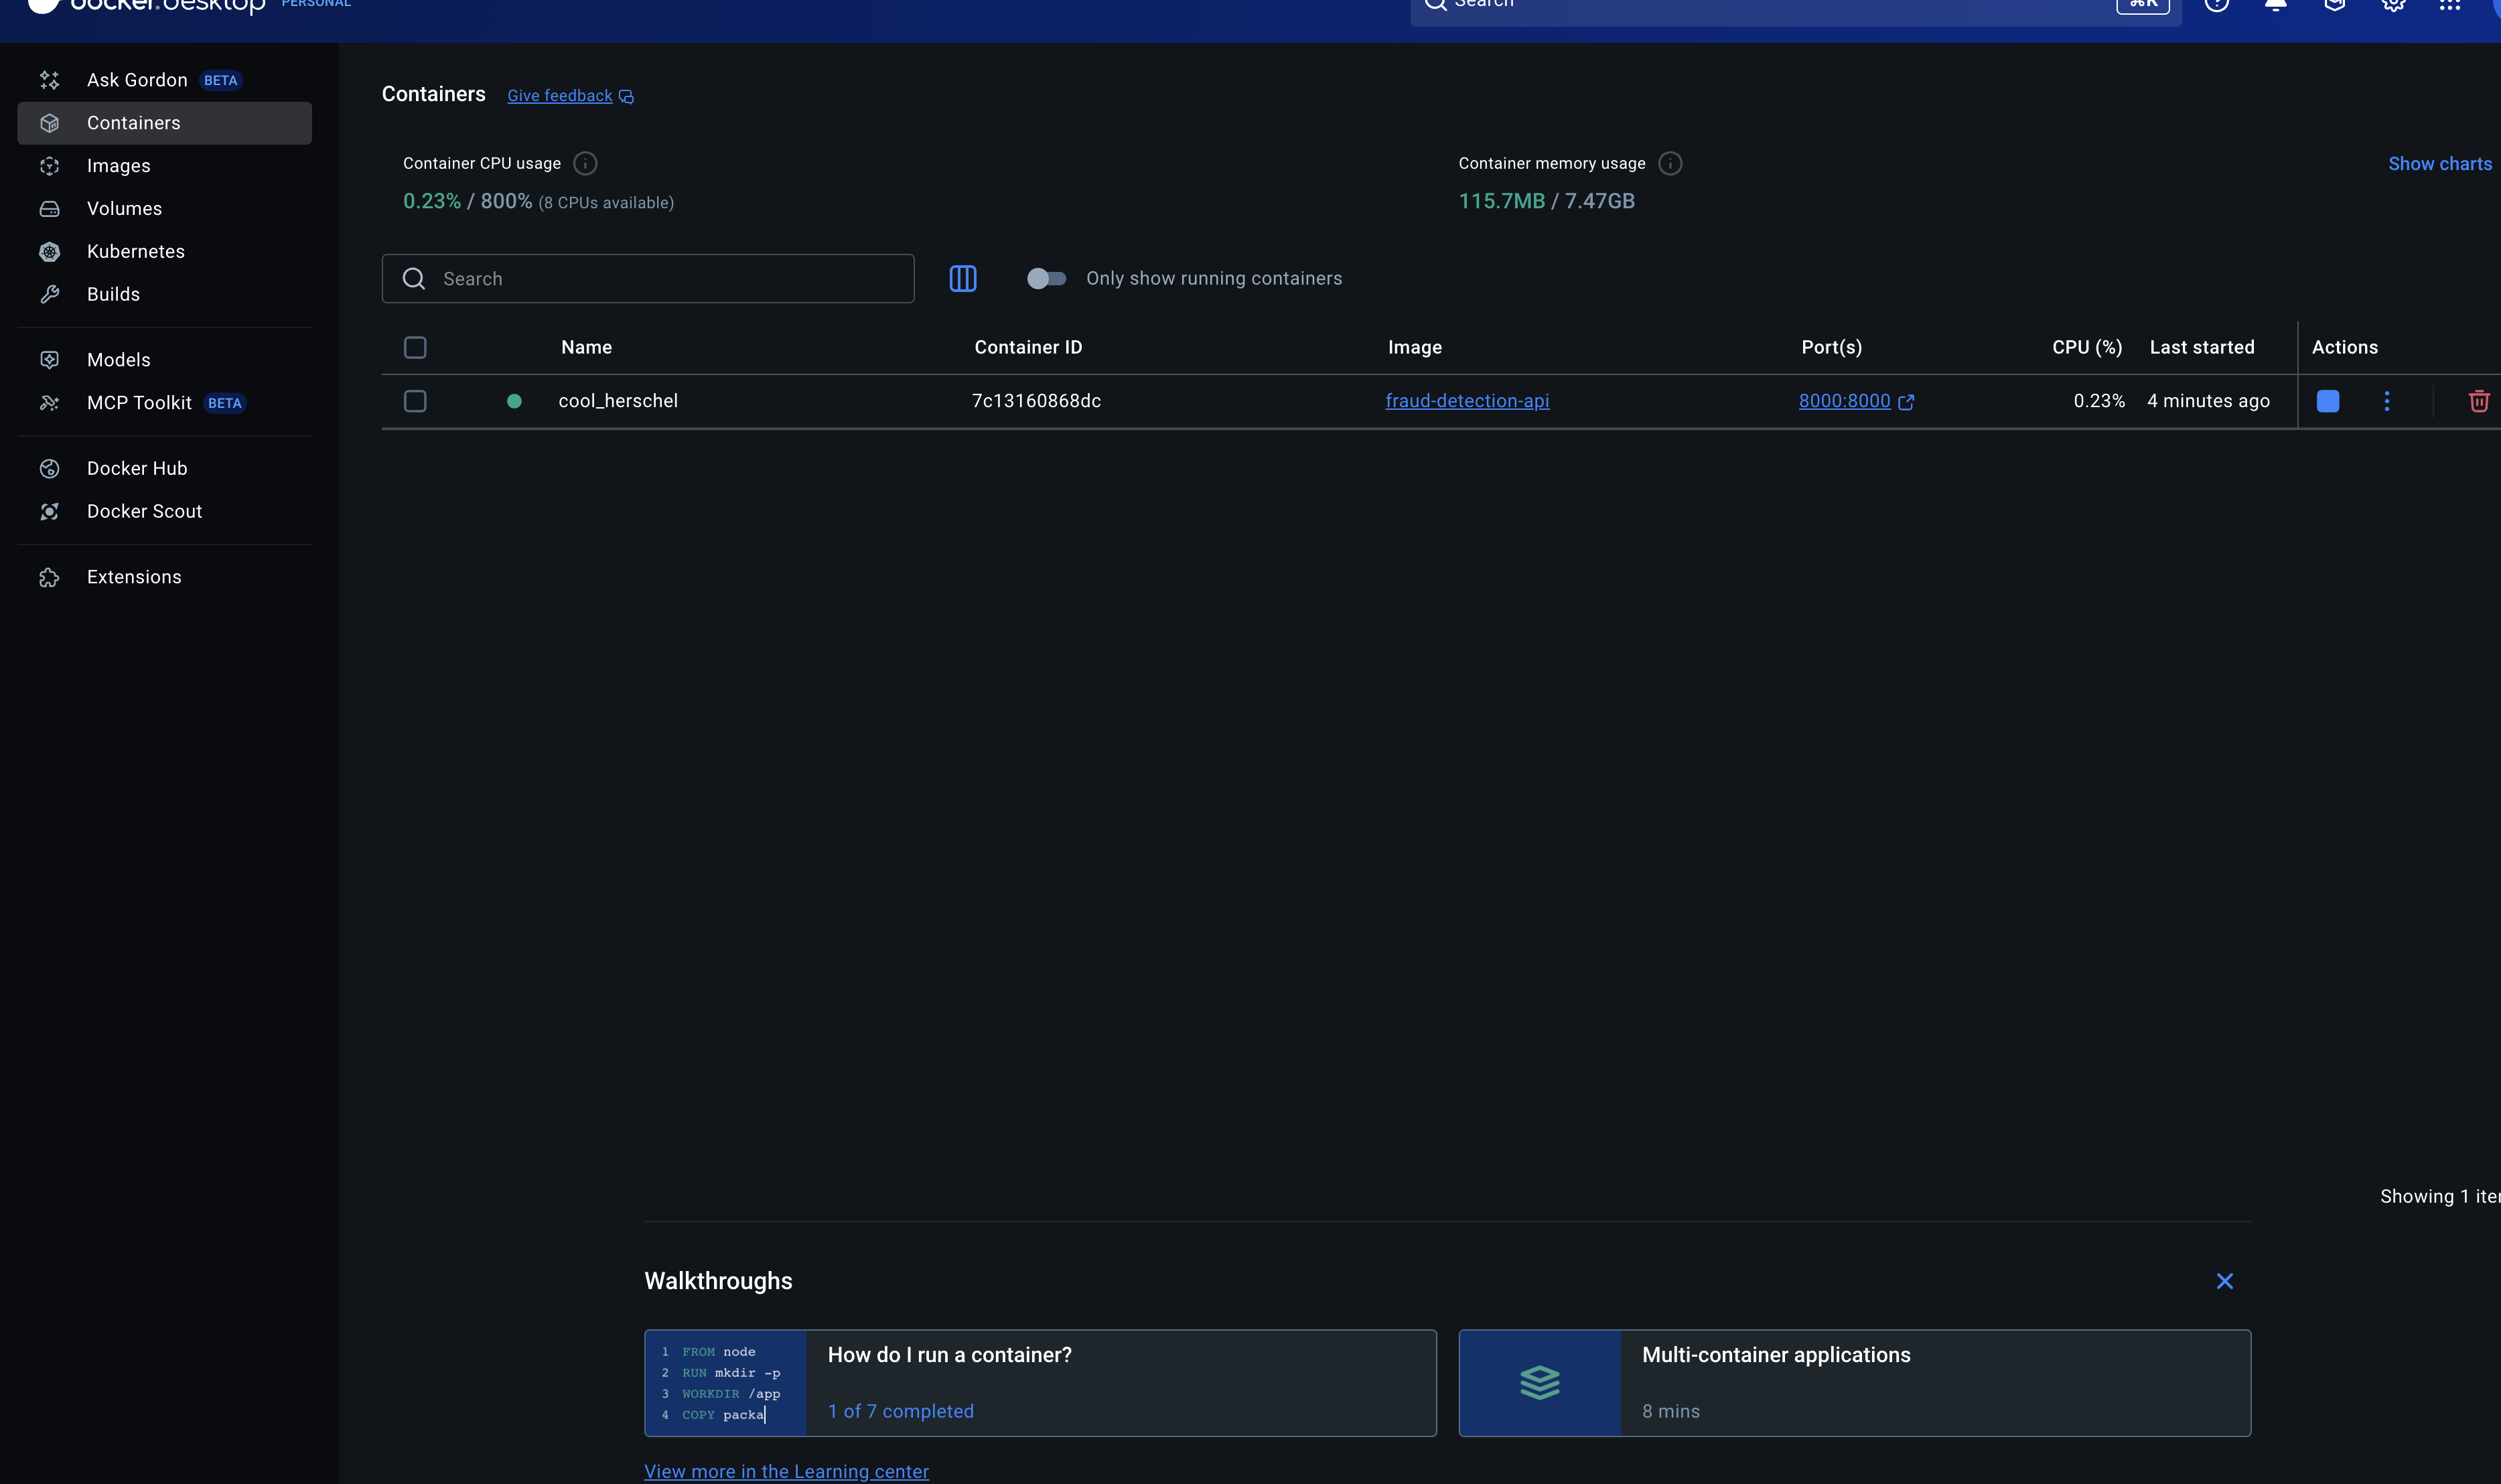 docker.desktop PERSONAL
Search ⌘K
Ask Gordon BETA
Containers
Images
Volumes
Kubernetes
Builds
Models
MCP Toolkit BETA
Docker Hub
Docker Scout
Extensions
Containers Give feedback
Container CPU usage
0.23% / 800% (8 CPUs available)
Container memory usage
115.7MB / 7.47GB
Show charts
Search
Only show running containers
Name Container ID Image Port(s) CPU (%) Last started Actions
cool_herschel 7c13160868dc fraud-detection-api 8000:8000 0.23% 4 minutes ago
Showing 1 iter
Walkthroughs
1 FROM node
2 RUN mkdir -p
3 WORKDIR /app
4 COPY packa
How do I run a container?
1 of 7 completed
Multi-container applications
8 mins
View more in the Learning center